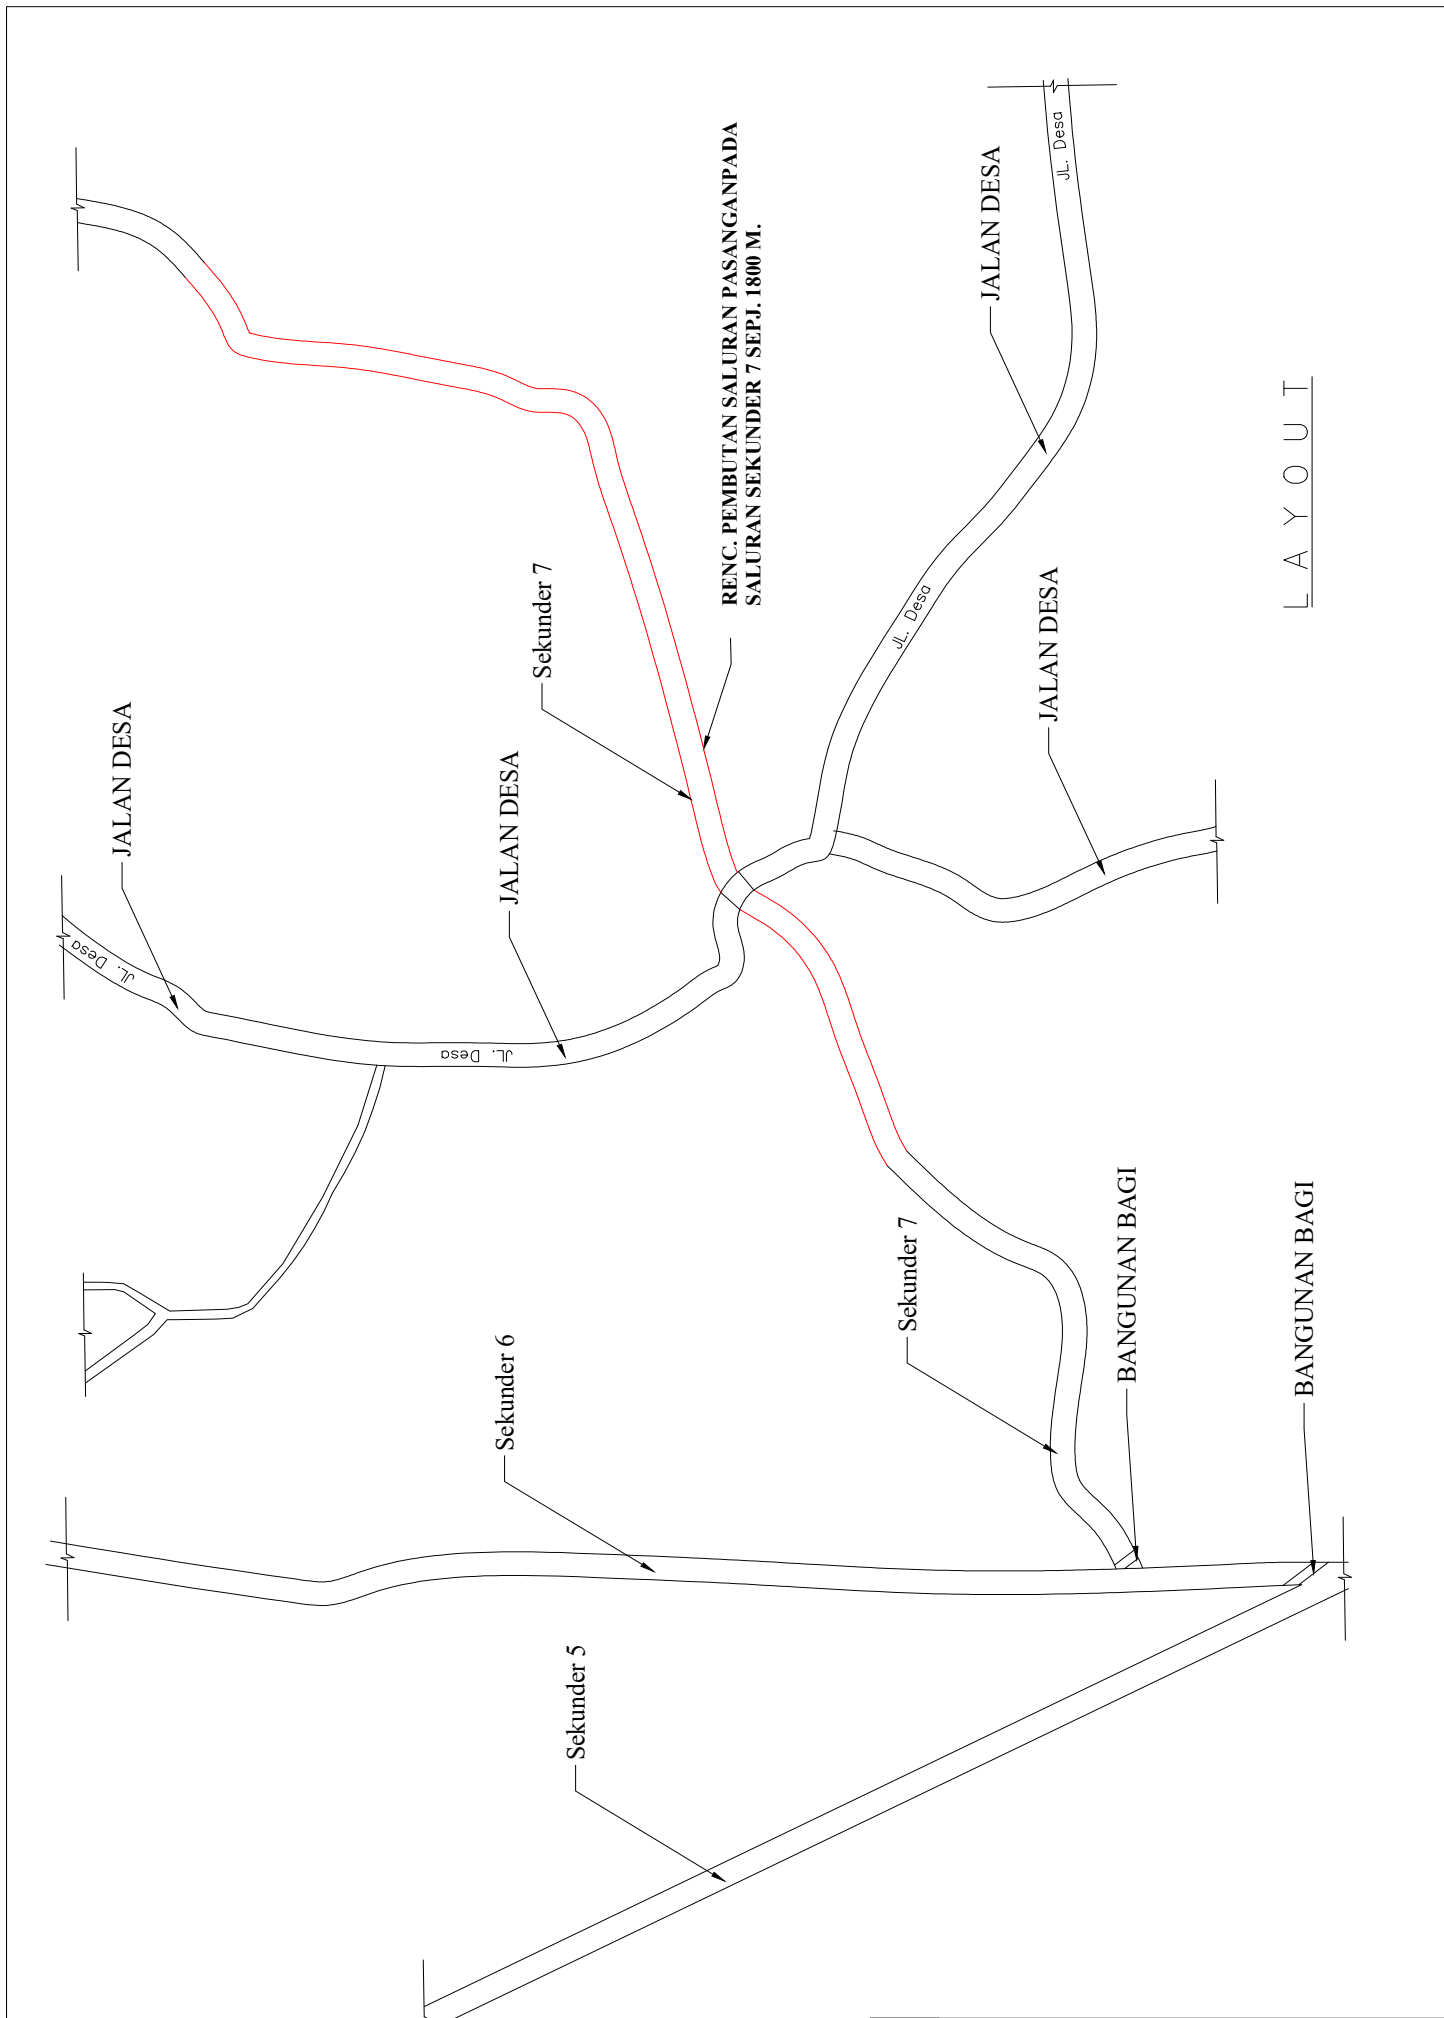 JL. Desa
JALAN DESA
RENC. PEMBUTAN SALURAN PASANGANPADA
SALURAN SEKUNDER 7 SEPJ. 1800 M.
JALAN DESA
Sekunder 7
JL. Desa
JALAN DESA
LAYOUT
JALAN DESA
JL. Desa
JALAN DESA
JL. Desa
Sekunder 7
BANGUNAN BAGI
BANGUNAN BAGI
Sekunder 6
Sekunder 5